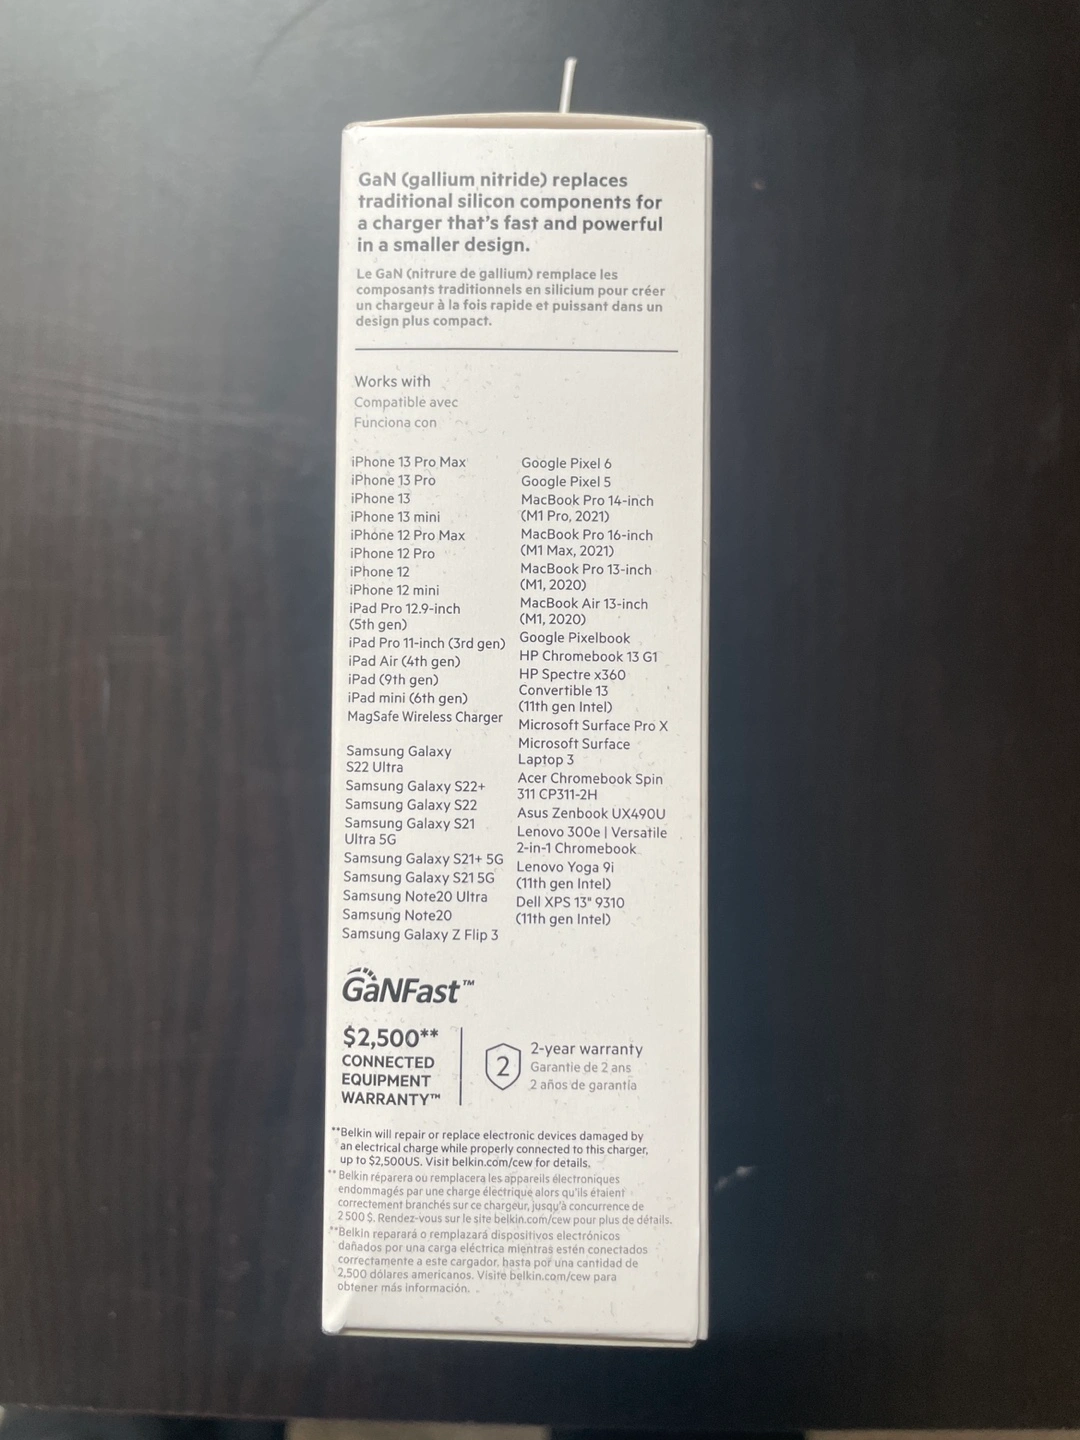 GaN (gallium nitride) replaces
traditional silicon components for
a charger that's fast and powerful
in a smaller design.
Le GaN (nitrure de gallium) remplace les
composants traditionnels en silicium pour créer
un chargeur à la fois rapide et puissant dans un
design plus compact.
Works with
Compatible avec
Funciona con
iPhone 13 Pro Max
iPhone 13 Pro
iPhone 13
iPhone 13 mini
iPhone 12 Pro Max
iPhone 12 Pro
iPhone 12
iPhone 12 mini
iPad Pro 12.9-inch
(5th gen)
iPad Pro 11-inch (3rd gen)
iPad Air (4th gen)
iPad (9th gen)
iPad mini (6th gen)
MagSafe Wireless Charger
Samsung Galaxy
S22 Ultra
Samsung Galaxy S22+
Samsung Galaxy S22
Samsung Galaxy S21
Ultra 5G
Samsung Galaxy S21+ 5G
Samsung Galaxy S21 5G
Samsung Note20 Ultra
Samsung Note20
Samsung Galaxy Z Flip 3
Google Pixel 6
Google Pixel 5
MacBook Pro 14-inch
(M1 Pro, 2021)
MacBook Pro 16-inch
(M1 Max, 2021)
MacBook Pro 13-inch
(M1, 2020)
MacBook Air 13-inch
(M1, 2020)
Google Pixelbook
HP Chromebook 13 G1
HP Spectre x360
Convertible 13
(11th gen Intel)
Microsoft Surface Pro X
Microsoft Surface
Laptop 3
Acer Chromebook Spin
311 CP311-2H
Asus Zenbook UX490U
Lenovo 300e | Versatile
2-in-1 Chromebook
Lenovo Yoga 9i
(11th gen Intel)
Dell XPS 13" 9310
(11th gen Intel)
GaNFast™
$2,500**
CONNECTED
EQUIPMENT
WARRANTY™
2
2-year warranty
Garantie de 2 ans
2 años de garantía
**Belkin will repair or replace electronic devices damaged by
an electrical charge while properly connected to this charger,
up to $2,500US. Visit belkin.com/cew for details.
**Belkin réparera ou remplacera les appareils électroniques
endommagés par une charge électrique alors qu'ils étaient
correctement branchés sur ce chargeur, jusqu'à concurrence de
2 500 $. Rendez-vous sur le site belkin.com/cew pour plus de détails.
**Belkin reparará o remplazará dispositivos electrónicos
dañados por una carga eléctrica mientras estén conectados
correctamente a este cargador, hasta por una cantidad de
2,500 dólares americanos. Visite belkin.com/cew para
obtener más información.